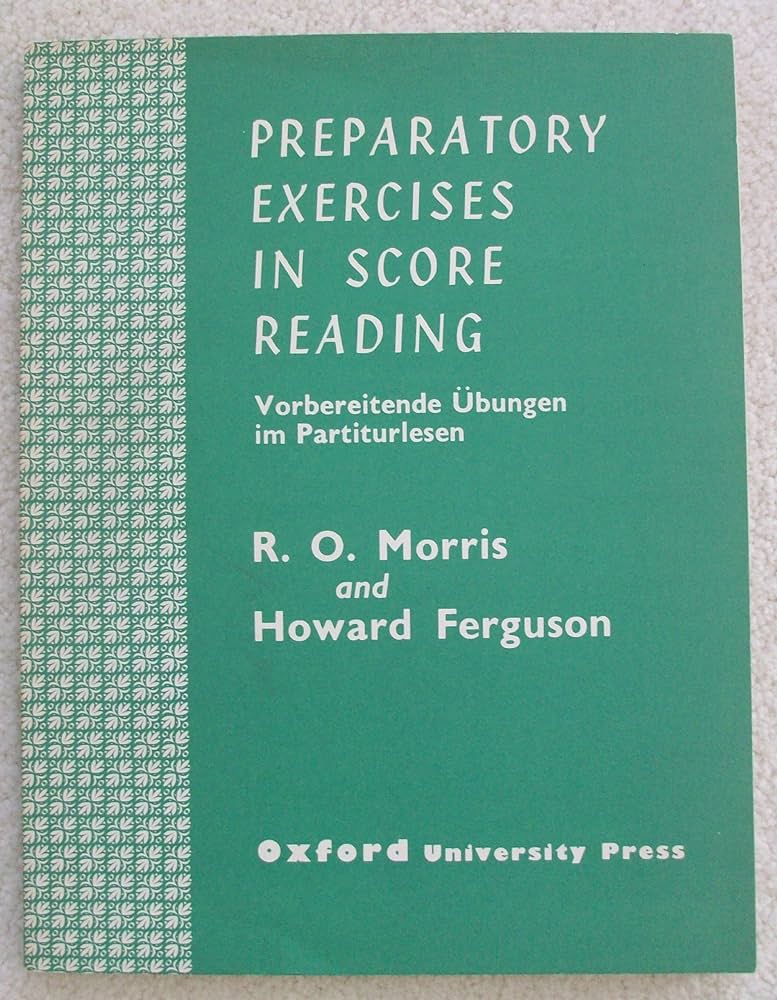 PREPARATORY
EXERCISES
IN SCORE
READING
Vorbereitende Übungen
im Partiturlesen
R. O. Morris
and
Howard Ferguson
Oxford University Press